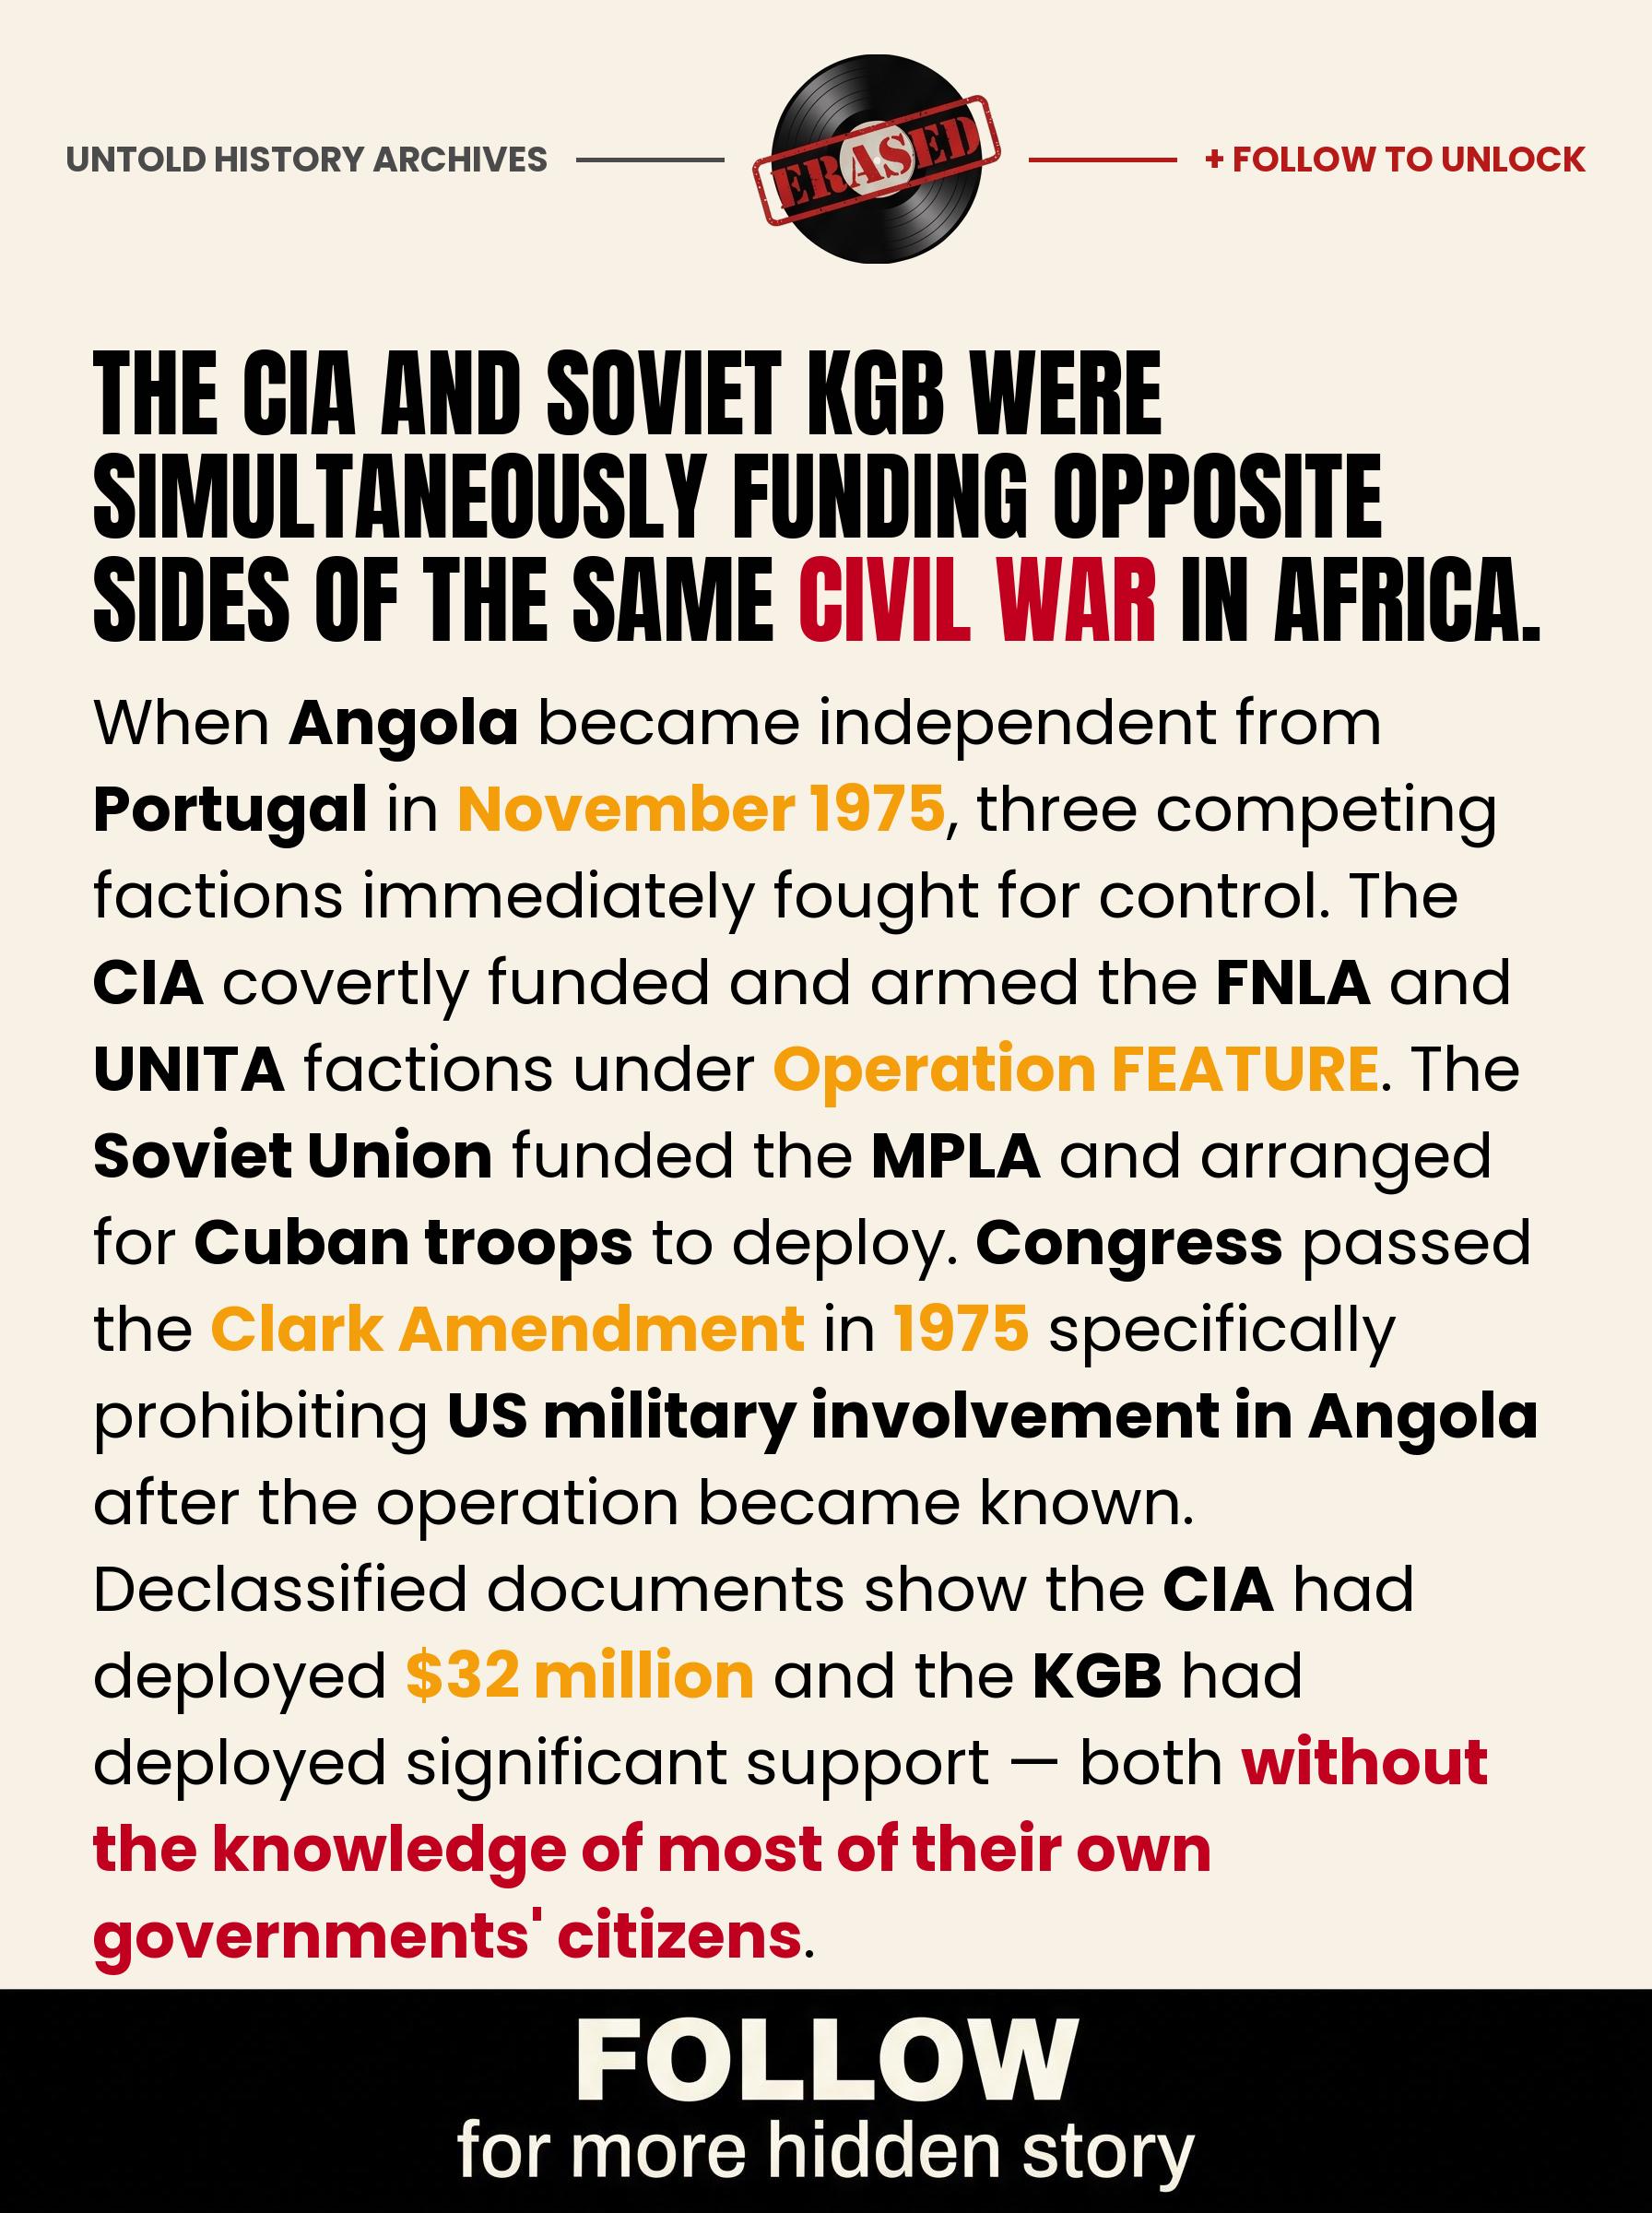 UNTOLD HISTORY ARCHIVES
ERASED
+ FOLLOW TO UNLOCK
THE CIA AND SOVIET KGB WERE
SIMULTANEOUSLY FUNDING OPPOSITE
SIDES OF THE SAME CIVIL WAR IN AFRICA.
When Angola became independent from
Portugal in November 1975, three competing
factions immediately fought for control. The
CIA covertly funded and armed the FNLA and
UNITA factions under Operation FEATURE. The
Soviet Union funded the MPLA and arranged
for Cuban troops to deploy. Congress passed
the Clark Amendment in 1975 specifically
prohibiting US military involvement in Angola
after the operation became known.
Declassified documents show the CIA had
deployed $32 million and the KGB had
deployed significant support — both without
the knowledge of most of their own
governments' citizens.
FOLLOW
for more hidden story